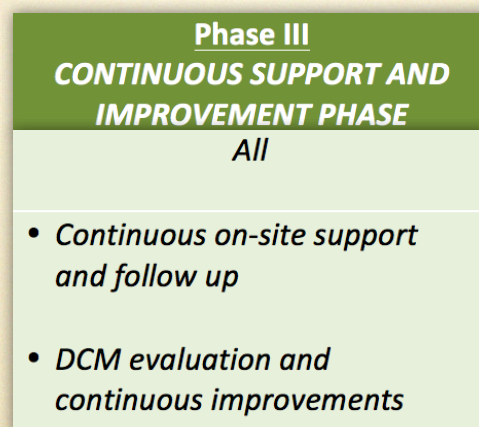 Phase III
CONTINUOUS SUPPORT AND
IMPROVEMENT PHASE
All
• Continuous on-site support
and follow up
• DCM evaluation and
continuous improvements